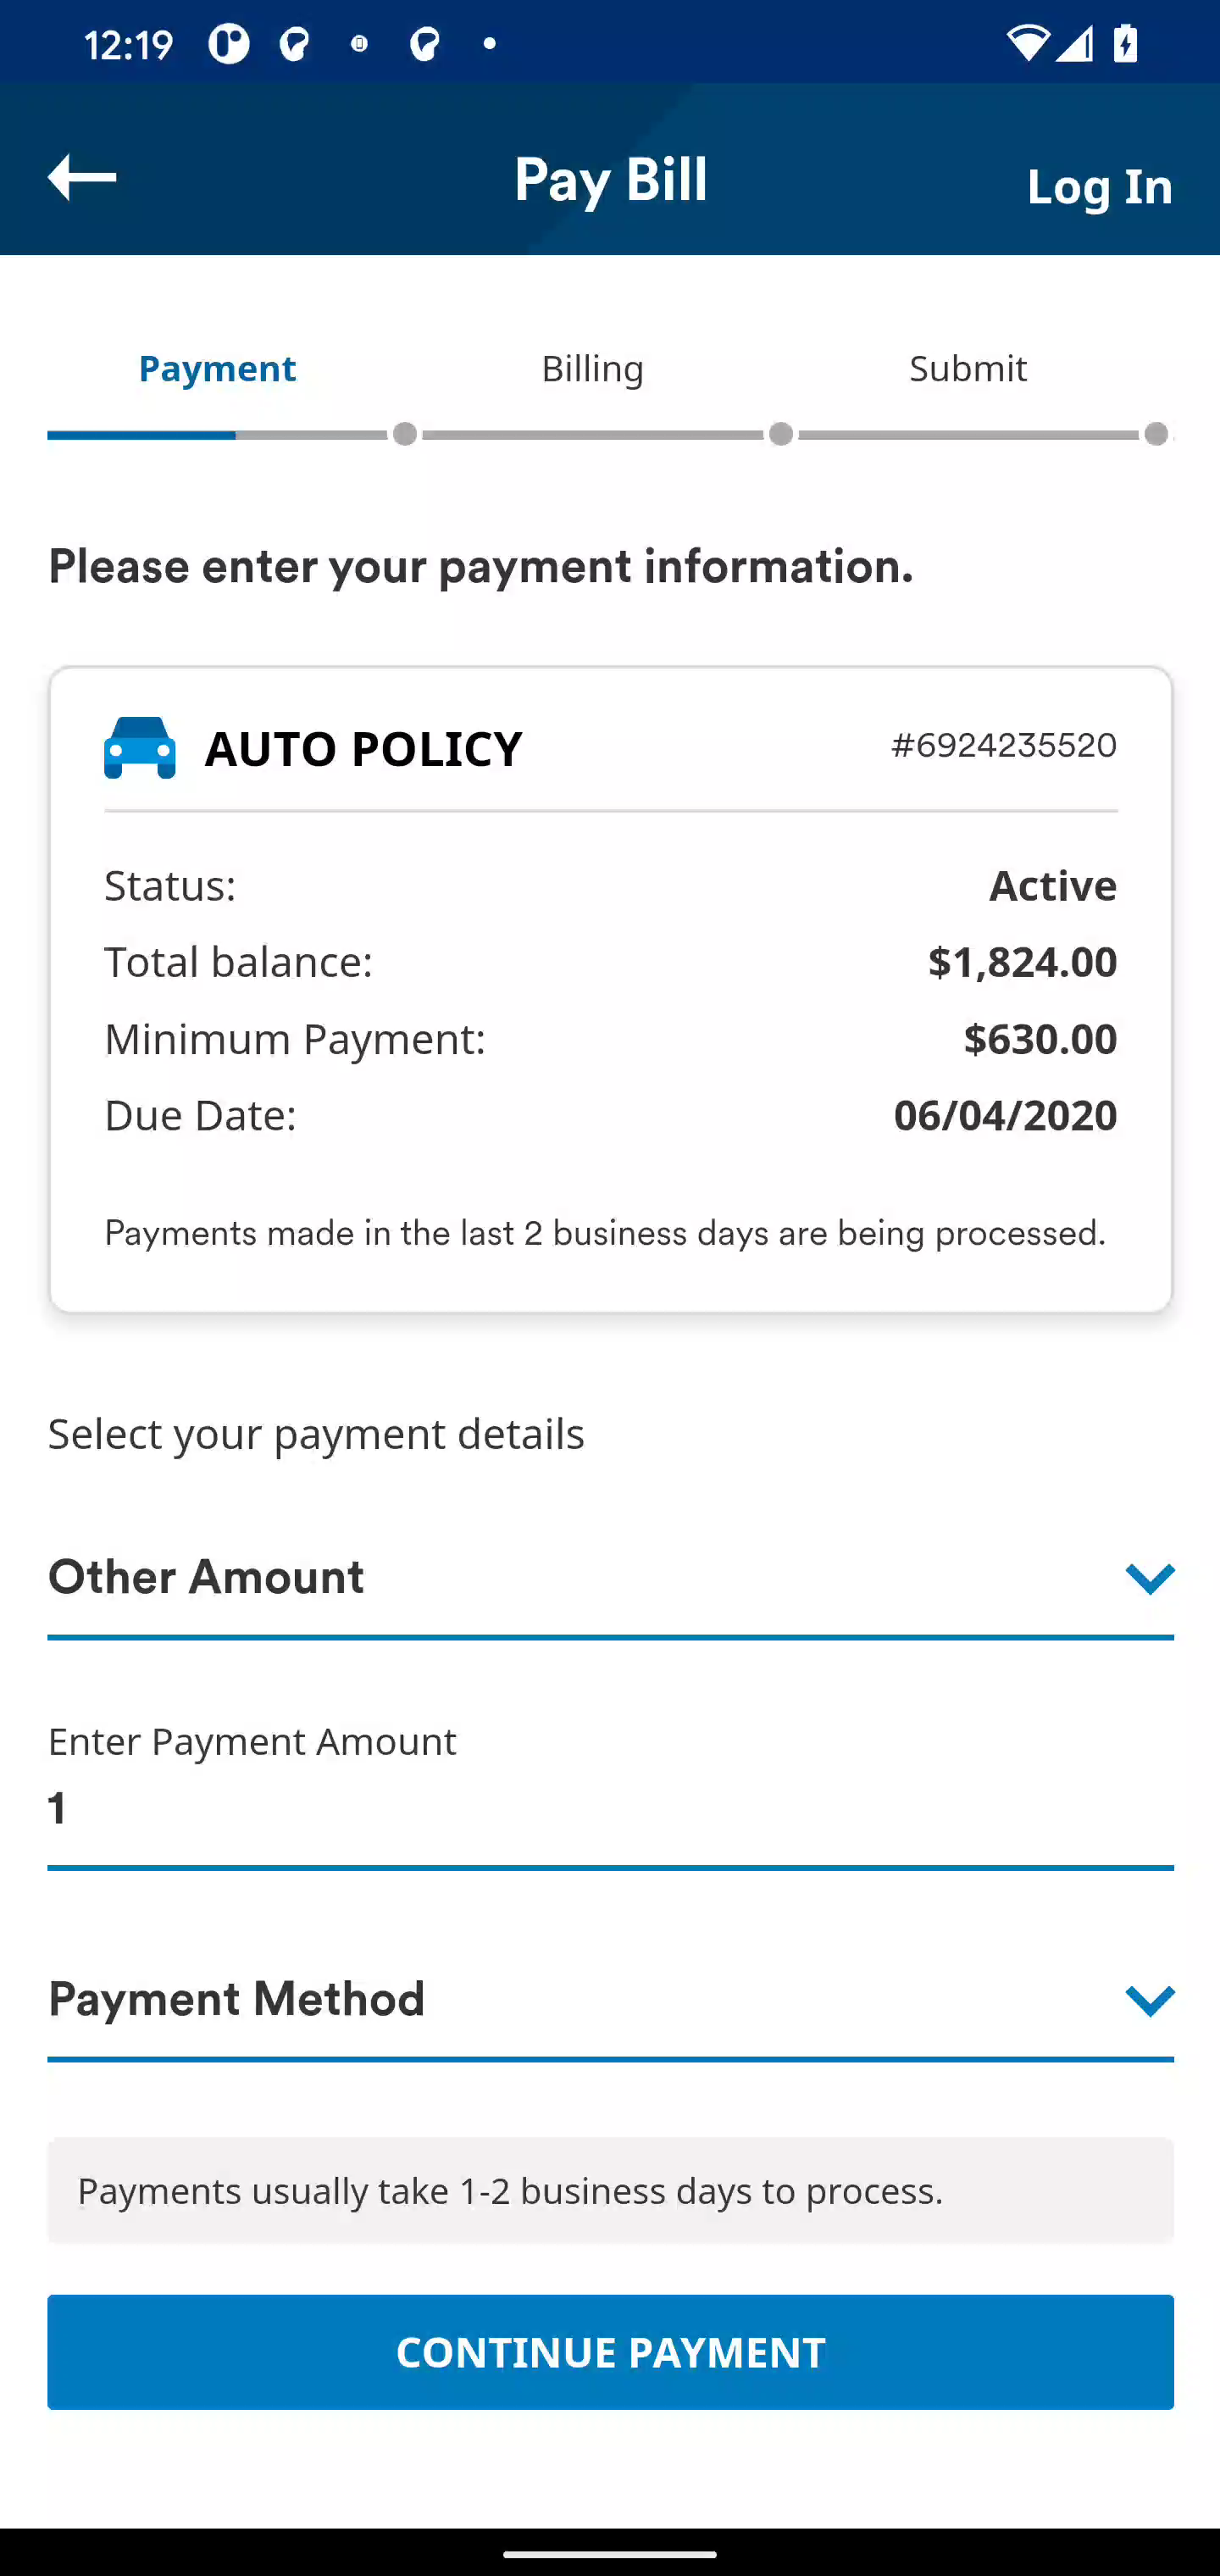 12:19
Pay Bill
Log In
Payment Billing Submit
Please enter your payment information.
AUTO POLICY #6924235520
Status: Active
Total balance: $1,824.00
Minimum Payment: $630.00
Due Date: 06/04/2020
Payments made in the last 2 business days are being processed.
Select your payment details
Other Amount
Enter Payment Amount
1
Payment Method
Payments usually take 1-2 business days to process.
CONTINUE PAYMENT